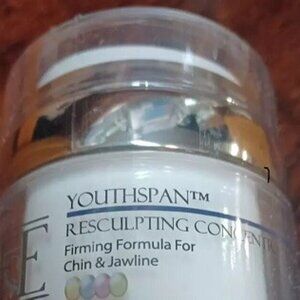 YOUTHSPAN™
RESCULPTING
Firming Formula For
Chin & Jawline